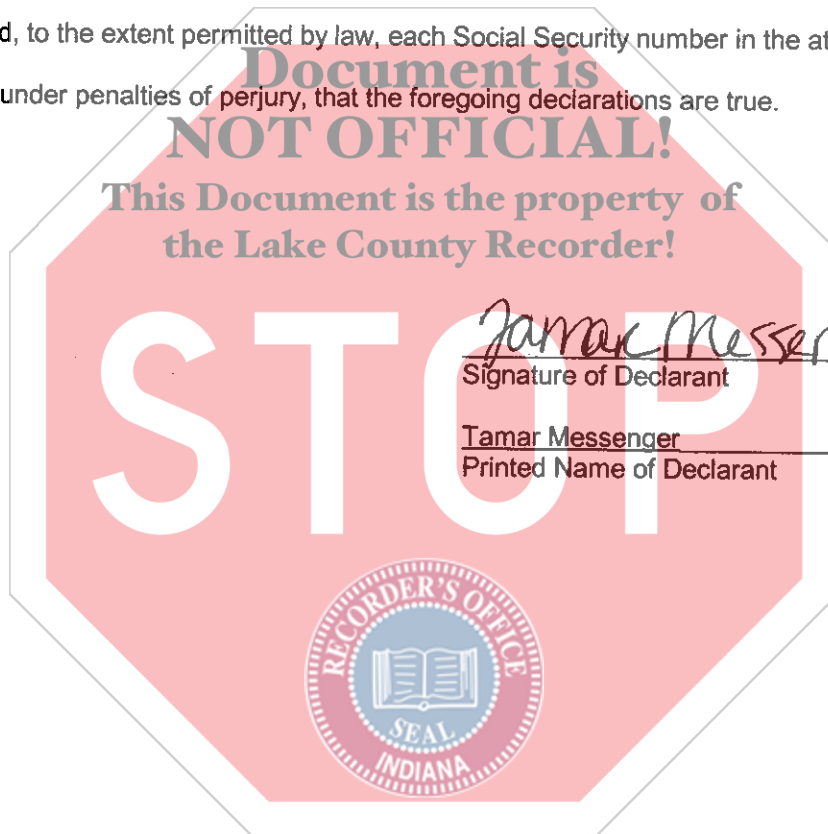 d, to the extent permitted by law, each Social Security number in the at
Document is
under penalties of perjury, that the foregoing declarations are true.
NOT OFFICIAL!
This Document is the property of
the Lake County Recorder!
STOP
Tamar Messen
Signature of Declarant
Tamar Messenger
Printed Name of Declarant
RECORDER'S OFFICE
SEAL
INDIANA